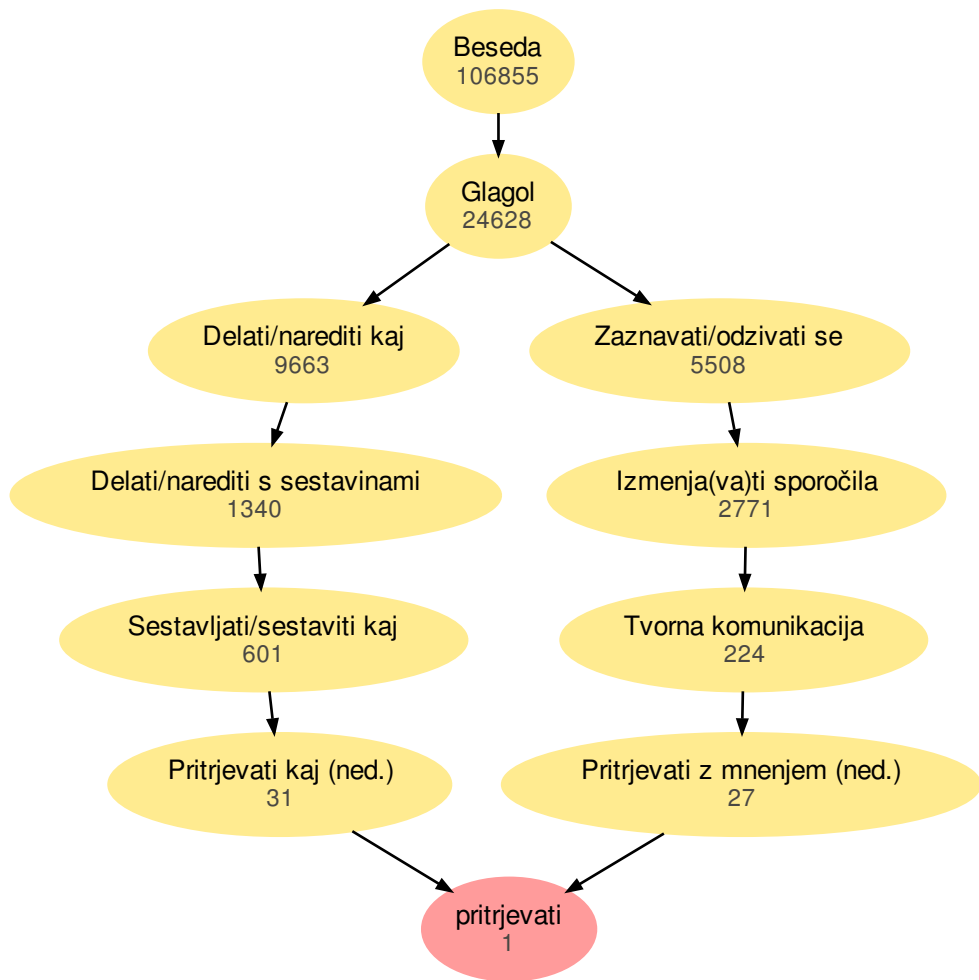 Beseda
106855
Glagol
24628
Delati/narediti kaj
9663
Zaznavati/odzivati se
5508
Delati/narediti s sestavinami
1340
Izmenja(va)ti sporočila
2771
Sestavljati/sestaviti kaj
601
Tvorna komunikacija
224
Pritrjevati kaj (ned.)
31
Pritrjevati z mnenjem (ned.)
27
pritrjevati
1